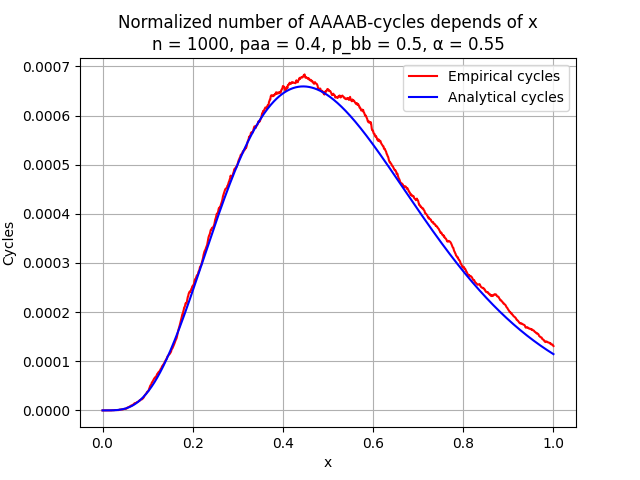 Normalized number of AAAAB-cycles depends of x
n = 1000, paa = 0.4, p_bb = 0.5, α = 0.55
Empirical cycles
Analytical cycles
0.0007
0.0006
0.0005
0.0004
0.0003
0.0002
0.0001
0.0000
Cycles
0.0 0.2 0.4 0.6 0.8 1.0
x